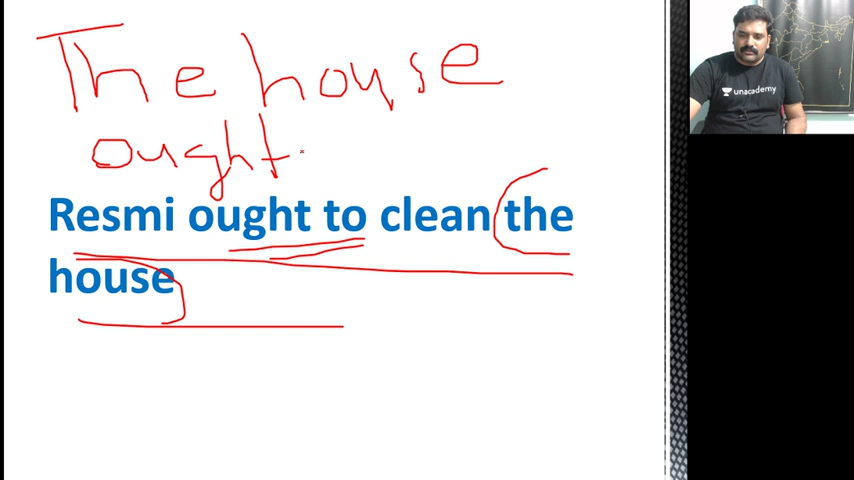 The house
ought
Resmi ought to clean the
house
unacademy